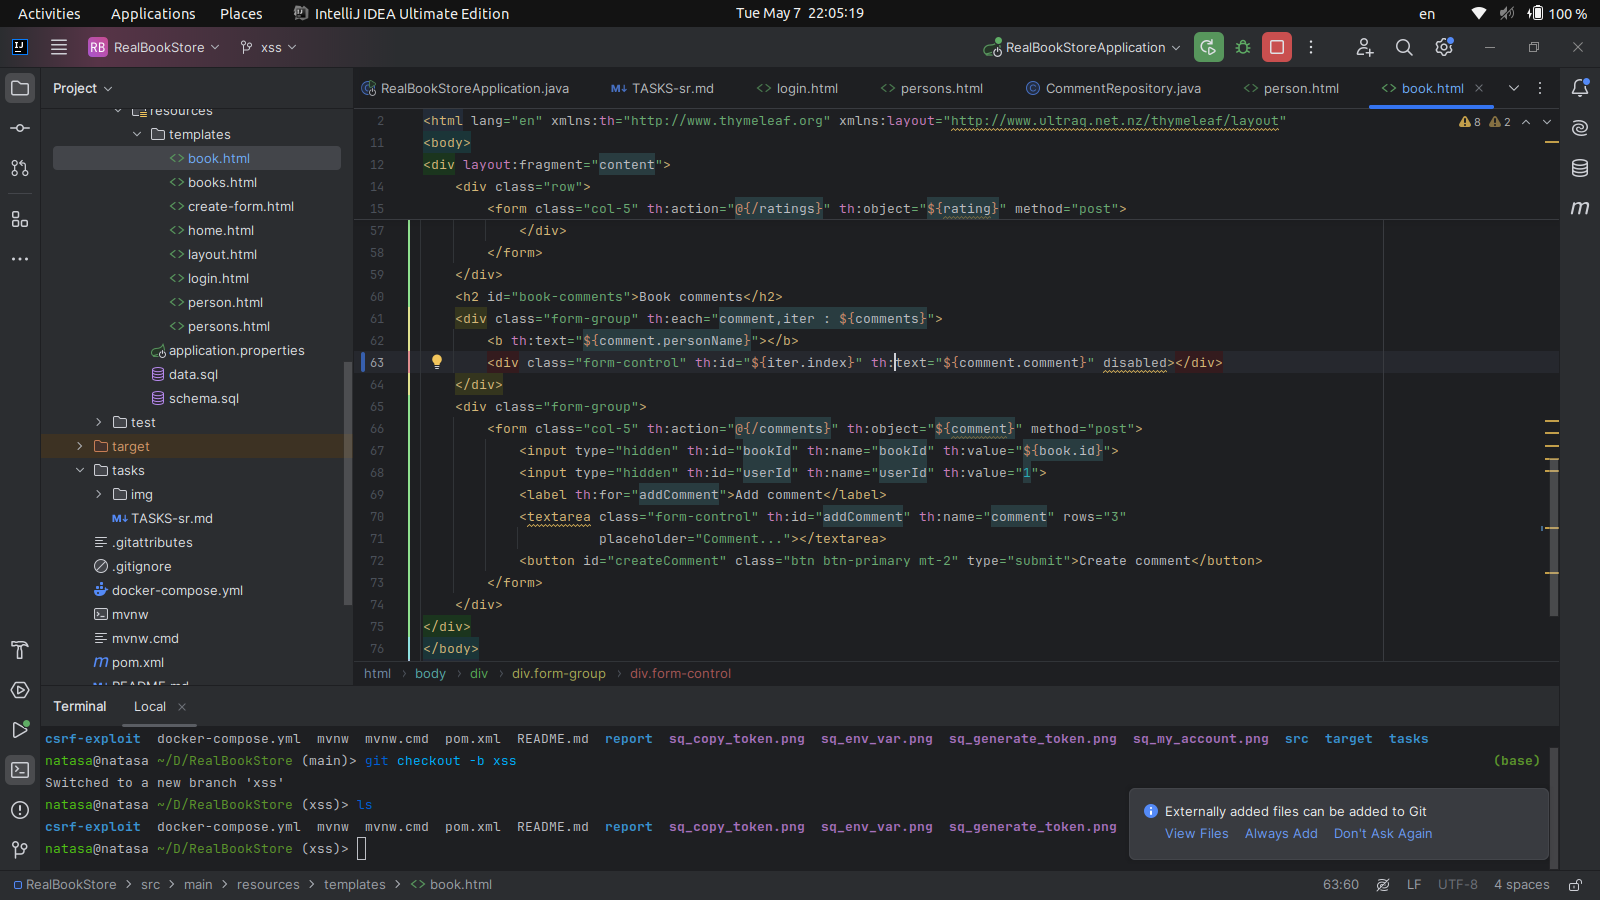 Activities Applications Places IntelliJ IDEA Ultimate Edition Tue May 7 22:05:19 en 100 %
RB RealBookStore xss RealBookStoreApplication
Project
RealBookStoreApplication.java TASKS-sr.md login.html persons.html CommentRepository.java person.html book.html
resources
templates
book.html
books.html
create-form.html
home.html
layout.html
login.html
person.html
persons.html
application.properties
data.sql
schema.sql
test
target
tasks
img
TASKS-sr.md
.gitattributes
.gitignore
docker-compose.yml
mvnw
mvnw.cmd
pom.xml
README.md
8 2
2 <html lang="en" xmlns:th="http://www.thymeleaf.org" xmlns:layout="http://www.ultraq.net.nz/thymeleaf/layout"
11 <body>
12 <div layout:fragment="content">
14 <div class="row">
15 <form class="col-5" th:action="@{/ratings}" th:object="${rating}" method="post">
57 </div>
58 </form>
59 </div>
60 <h2 id="book-comments">Book comments</h2>
61 <div class="form-group" th:each="comment,iter : ${comments}">
62 <b th:text="${comment.personName}"></b>
63 <div class="form-control" th:id="${iter.index}" th:text="${comment.comment}" disabled></div>
64 </div>
65 <div class="form-group">
66 <form class="col-5" th:action="@{/comments}" th:object="${comment}" method="post">
67 <input type="hidden" th:id="bookId" th:name="bookId" th:value="${book.id}">
68 <input type="hidden" th:id="userId" th:name="userId" th:value="1">
69 <label th:for="addComment">Add comment</label>
70 <textarea class="form-control" th:id="addComment" th:name="comment" rows="3"
71 placeholder="Comment..."></textarea>
72 <button id="createComment" class="btn btn-primary mt-2" type="submit">Create comment</button>
73 </form>
74 </div>
75 </div>
76 </body>
html body div div.form-group div.form-control
Terminal Local
csrf-exploit docker-compose.yml mvnw mvnw.cmd pom.xml README.md report sq_copy_token.png sq_env_var.png sq_generate_token.png sq_my_account.png src target tasks
natasa@natasa ~/D/RealBookStore (main)> git checkout -b xss (base)
Switched to a new branch 'xss'
natasa@natasa ~/D/RealBookStore (xss)> ls
csrf-exploit docker-compose.yml mvnw mvnw.cmd pom.xml README.md report sq_copy_token.png sq_env_var.png sq_generate_token.png
natasa@natasa ~/D/RealBookStore (xss)>
Externally added files can be added to Git
View Files Always Add Don't Ask Again
RealBookStore src main resources templates book.html 63:60 LF UTF-8 4 spaces